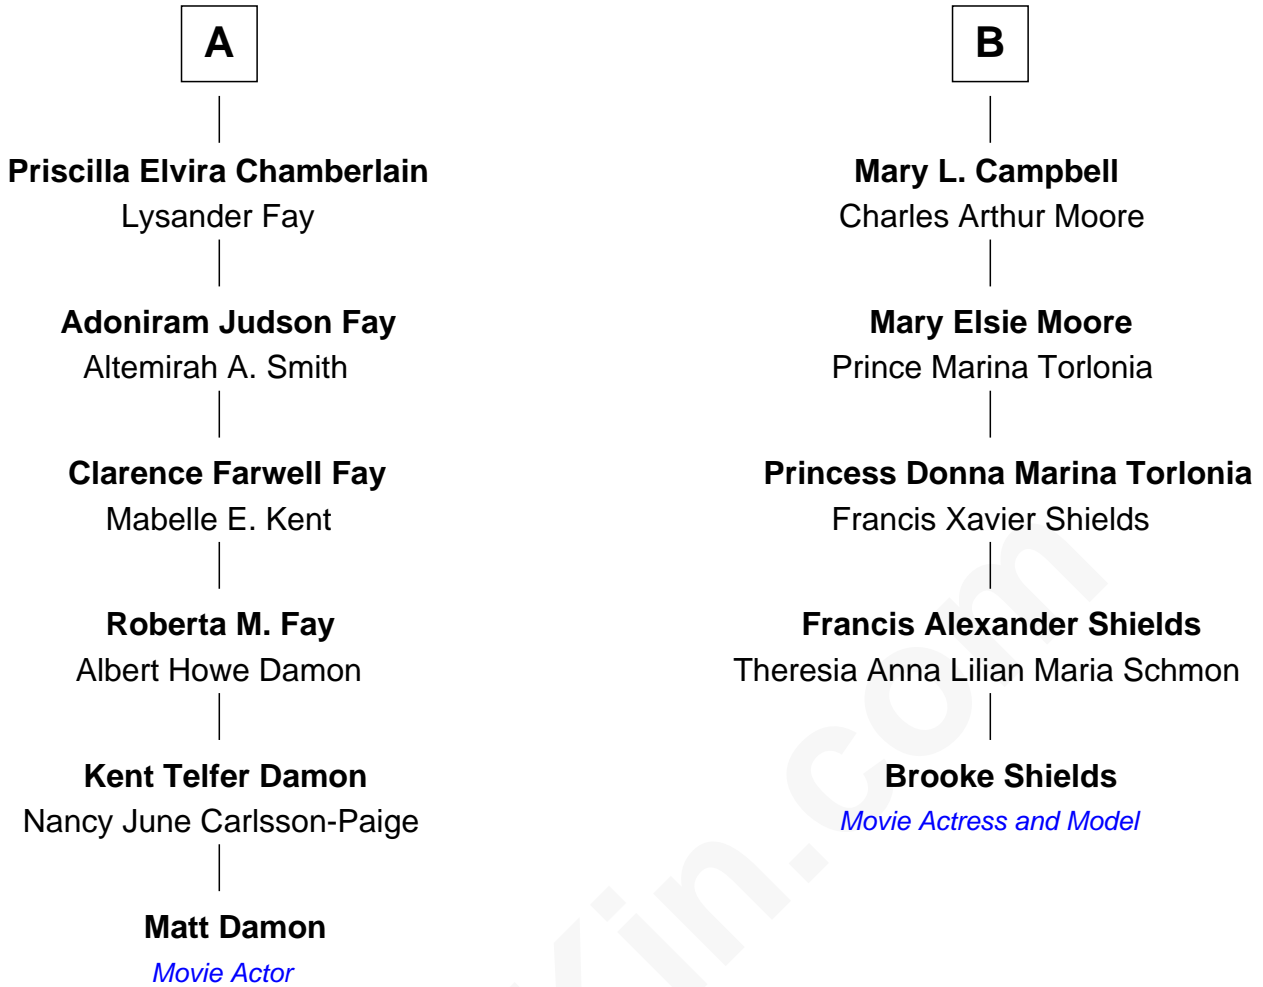 A
Priscilla Elvira Chamberlain
Lysander Fay
Adoniram Judson Fay
Altemirah A. Smith
Clarence Farwell Fay
Mabelle E. Kent
Roberta M. Fay
Albert Howe Damon
Kent Telfer Damon
Nancy June Carlsson-Paige
Matt Damon
Movie Actor
B
Mary L. Campbell
Charles Arthur Moore
Mary Elsie Moore
Prince Marina Torlonia
Princess Donna Marina Torlonia
Francis Xavier Shields
Francis Alexander Shields
Theresia Anna Lilian Maria Schmon
Brooke Shields
Movie Actress and Model
Kin.com